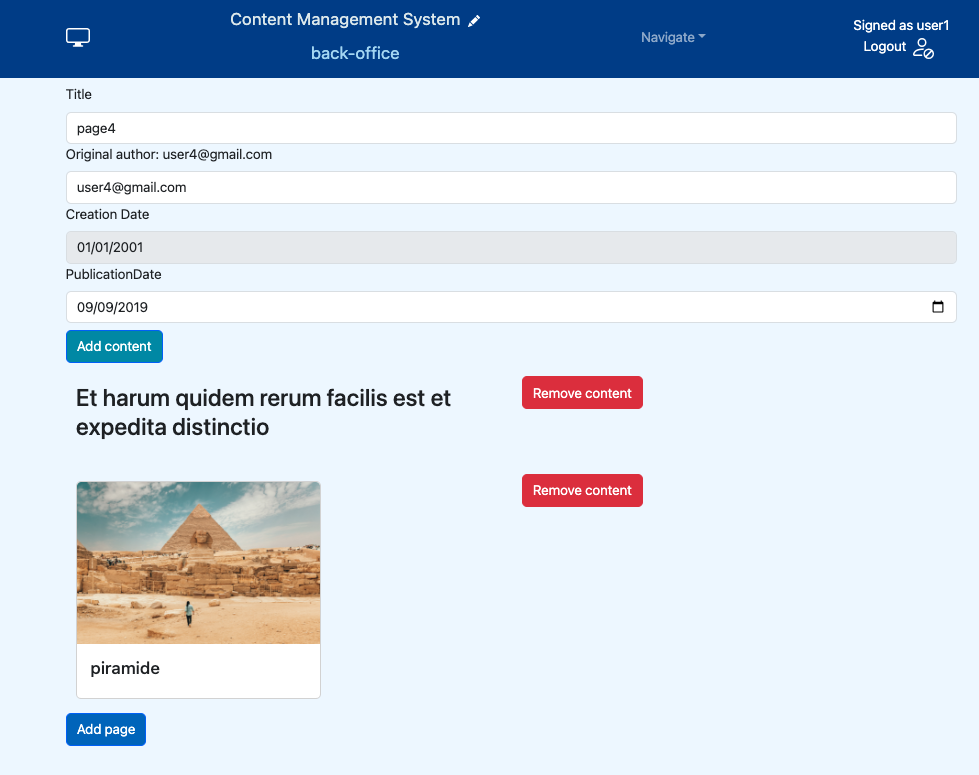 Content Management System
back-office
Navigate
Signed as user1
Logout
Title
page4
Original author: user4@gmail.com
user4@gmail.com
Creation Date
01/01/2001
PublicationDate
09/09/2019
Add content
Et harum quidem rerum facilis est et
expedita distinctio
Remove content
Remove content
piramide
Add page